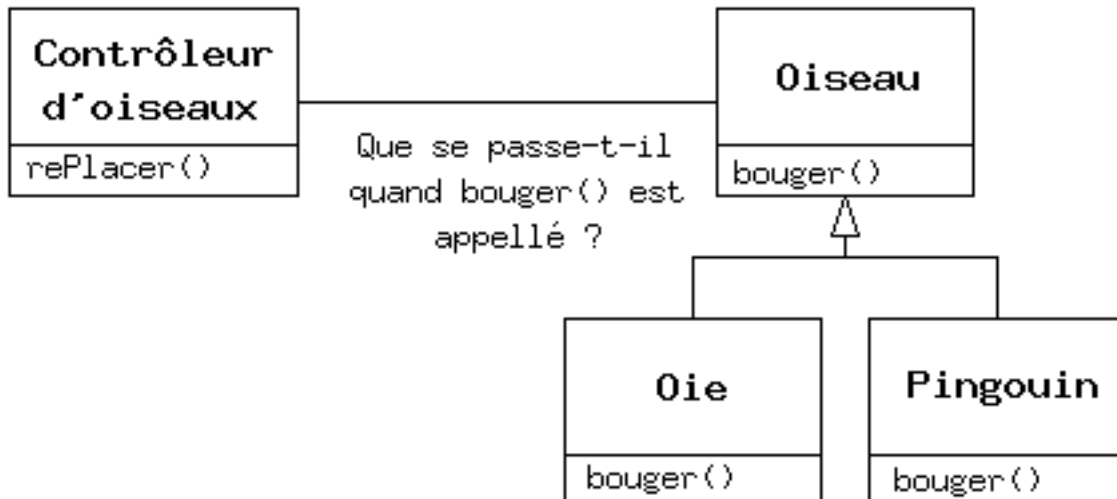 Contrôleur
d'oiseaux
rePlacer()
Que se passe-t-il
quand bouger() est
appellé ?
Oiseau
bouger()
Oie
bouger()
Pingouin
bouger()